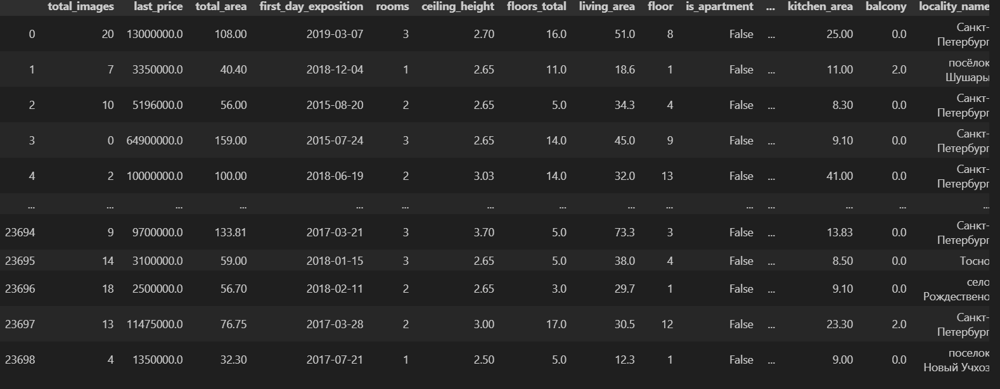 total_images last_price total_area first_day_exposition rooms ceiling_height floors_total living_area floor is_apartment ... kitchen_area balcony locality_name
0 20 13000000.0 108.00 2019-03-07 3 2.70 16.0 51.0 8 False ... 25.00 0.0 Санкт-
Петербург
1 7 3350000.0 40.40 2018-12-04 1 2.65 11.0 18.6 1 False ... 11.00 2.0 посёлок
Шушары
2 10 5196000.0 56.00 2015-08-20 2 2.65 5.0 34.3 4 False ... 8.30 0.0 Санкт-
Петербург
3 0 64900000.0 159.00 2015-07-24 3 2.65 14.0 45.0 9 False ... 9.10 0.0 Санкт-
Петербург
4 2 10000000.0 100.00 2018-06-19 2 3.03 14.0 32.0 13 False ... 41.00 0.0 Санкт-
Петербург
... ... ... ... ... ... ... ... ... ... ... ... ... ... ...
23694 9 9700000.0 133.81 2017-03-21 3 3.70 5.0 73.3 3 False ... 13.83 0.0 Санкт-
Петербург
23695 14 3100000.0 59.00 2018-01-15 3 2.65 5.0 38.0 4 False ... 8.50 0.0 Тосно
23696 18 2500000.0 56.70 2018-02-11 2 2.65 3.0 29.7 1 False ... 9.10 0.0 село
Рождествено
23697 13 11475000.0 76.75 2017-03-28 2 3.00 17.0 30.5 12 False ... 23.30 2.0 Санкт-
Петербург
23698 4 1350000.0 32.30 2017-07-21 1 2.50 5.0 12.3 1 False ... 9.00 0.0 поселок
Новый Учхоз